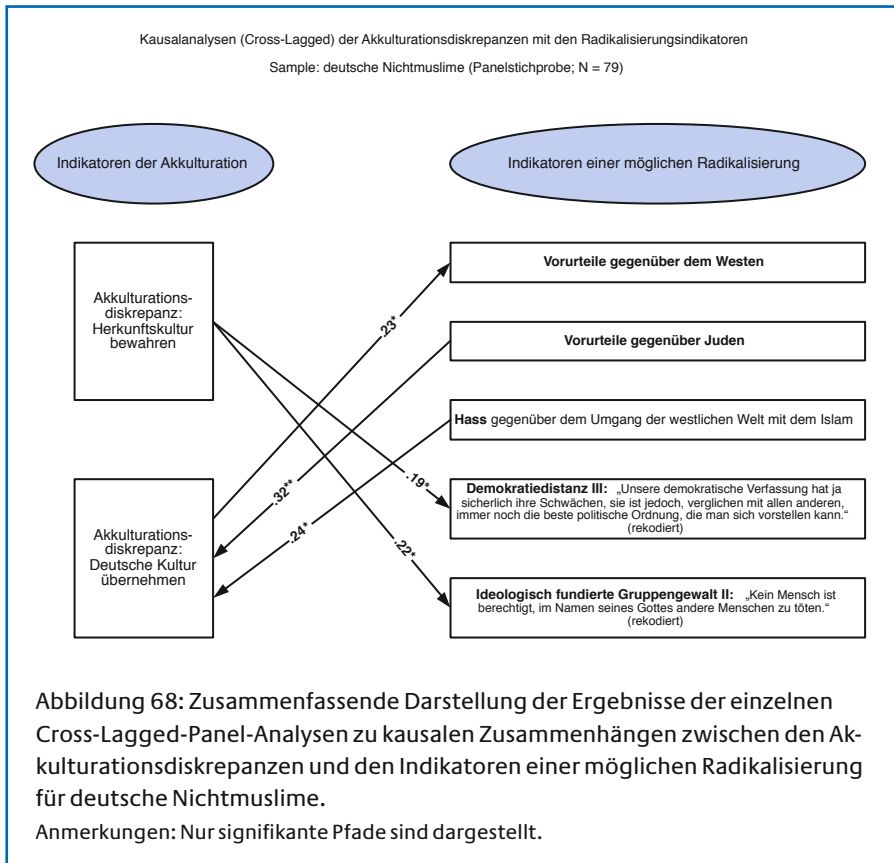 Kausalanalysen (Cross-Lagged) der Akkulturationsdiskrepanzen mit den Radikalisierungsindikatoren
Sample: deutsche Nichtmuslime (Panelstichprobe; N = 79)
Indikatoren der Akkulturation
Indikatoren einer möglichen Radikalisierung
Akkulturations-
diskrepanz:
Herkunftskultur
bewahren
Akkulturations-
diskrepanz:
Deutsche Kultur
übernehmen
.23*
.32**
.24*
.19*
.22*
Vorurteile gegenüber dem Westen
Vorurteile gegenüber Juden
Hass gegenüber dem Umgang der westlichen Welt mit dem Islam
Demokratiedistanz III: „Unsere demokratische Verfassung hat ja
sicherlich ihre Schwächen, sie ist jedoch, verglichen mit allen anderen,
immer noch die beste politische Ordnung, die man sich vorstellen kann.“
(rekodiert)
Ideologisch fundierte Gruppengewalt II: „Kein Mensch ist
berechtigt, im Namen seines Gottes andere Menschen zu töten.“
(rekodiert)
Abbildung 68: Zusammenfassende Darstellung der Ergebnisse der einzelnen
Cross-Lagged-Panel-Analysen zu kausalen Zusammenhängen zwischen den Ak-
kulturationsdiskrepanzen und den Indikatoren einer möglichen Radikalisierung
für deutsche Nichtmuslime.
Anmerkungen: Nur signifikante Pfade sind dargestellt.